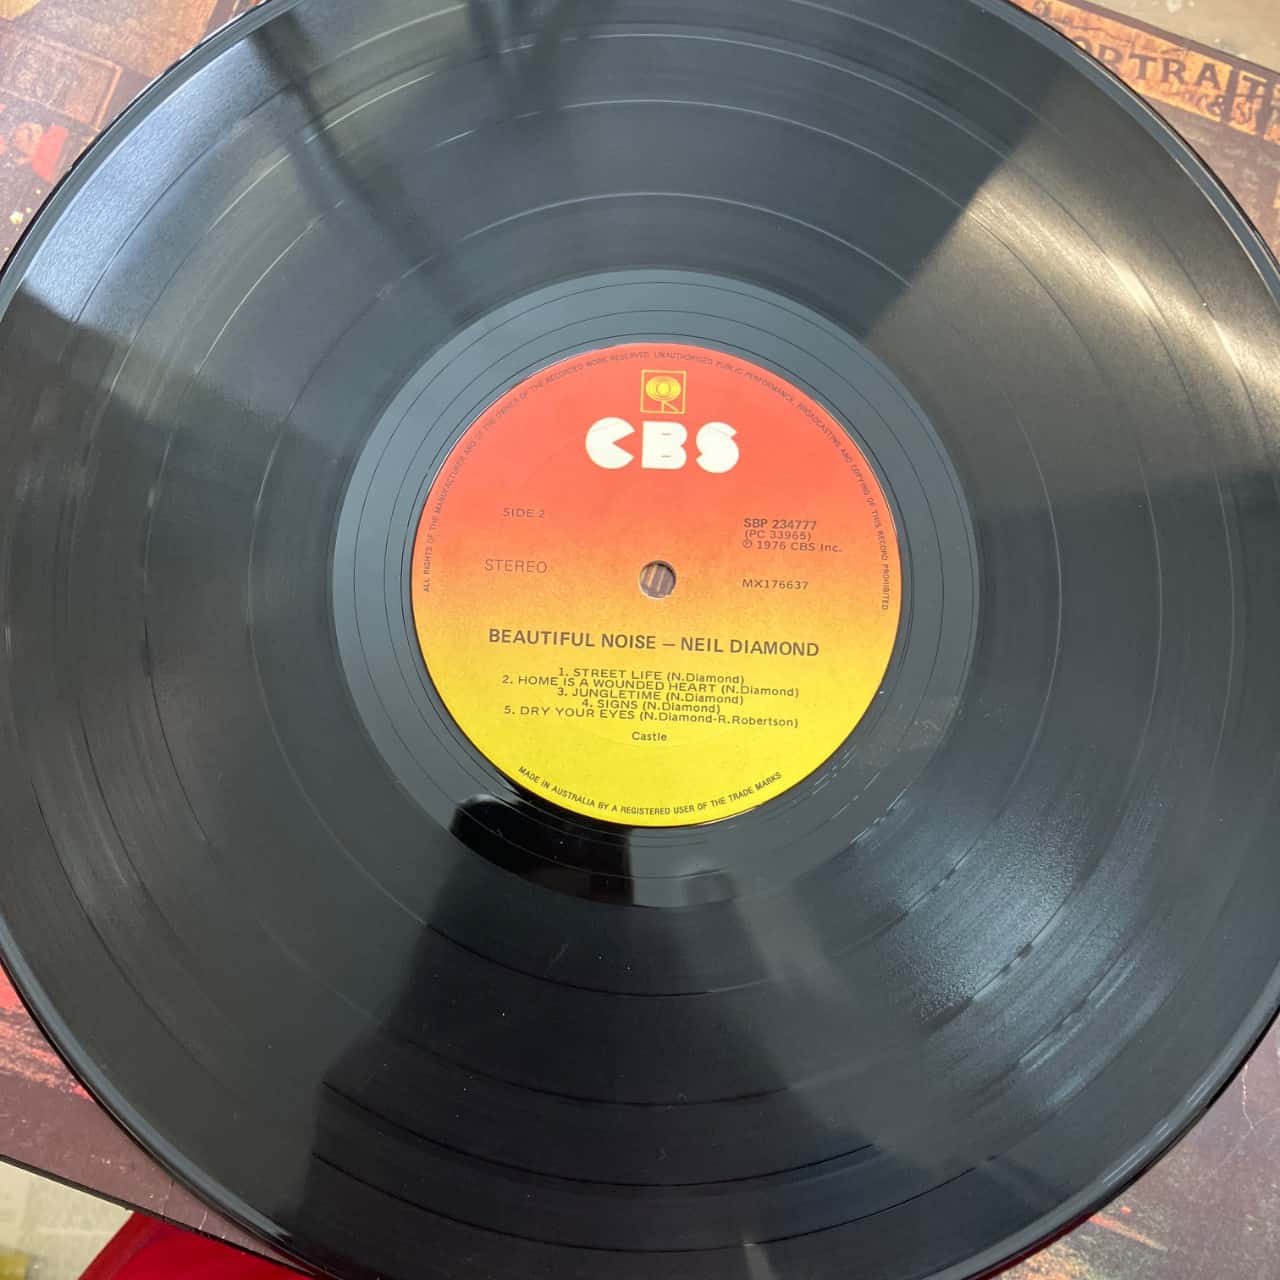 ORTRAIT
ALL RIGHTS OF THE MANUFACTURER AND OF THE OWNER OF THE RECORDED WORK RESERVED. UNAUTHORISED PUBLIC PERFORMANCE, BROADCASTING AND COPYING OF THIS RECORD PROHIBITED.
CBS
SIDE 2
SBP 234777
(PC 33965)
℗ 1976 CBS Inc.
STEREO
MX176637
BEAUTIFUL NOISE – NEIL DIAMOND
1. STREET LIFE (N.Diamond)
2. HOME IS A WOUNDED HEART (N.Diamond)
3. JUNGLETIME (N.Diamond)
4. SIGNS (N.Diamond)
5. DRY YOUR EYES (N.Diamond-R.Robertson)
Castle
MADE IN AUSTRALIA BY A REGISTERED USER OF THE TRADE MARKS